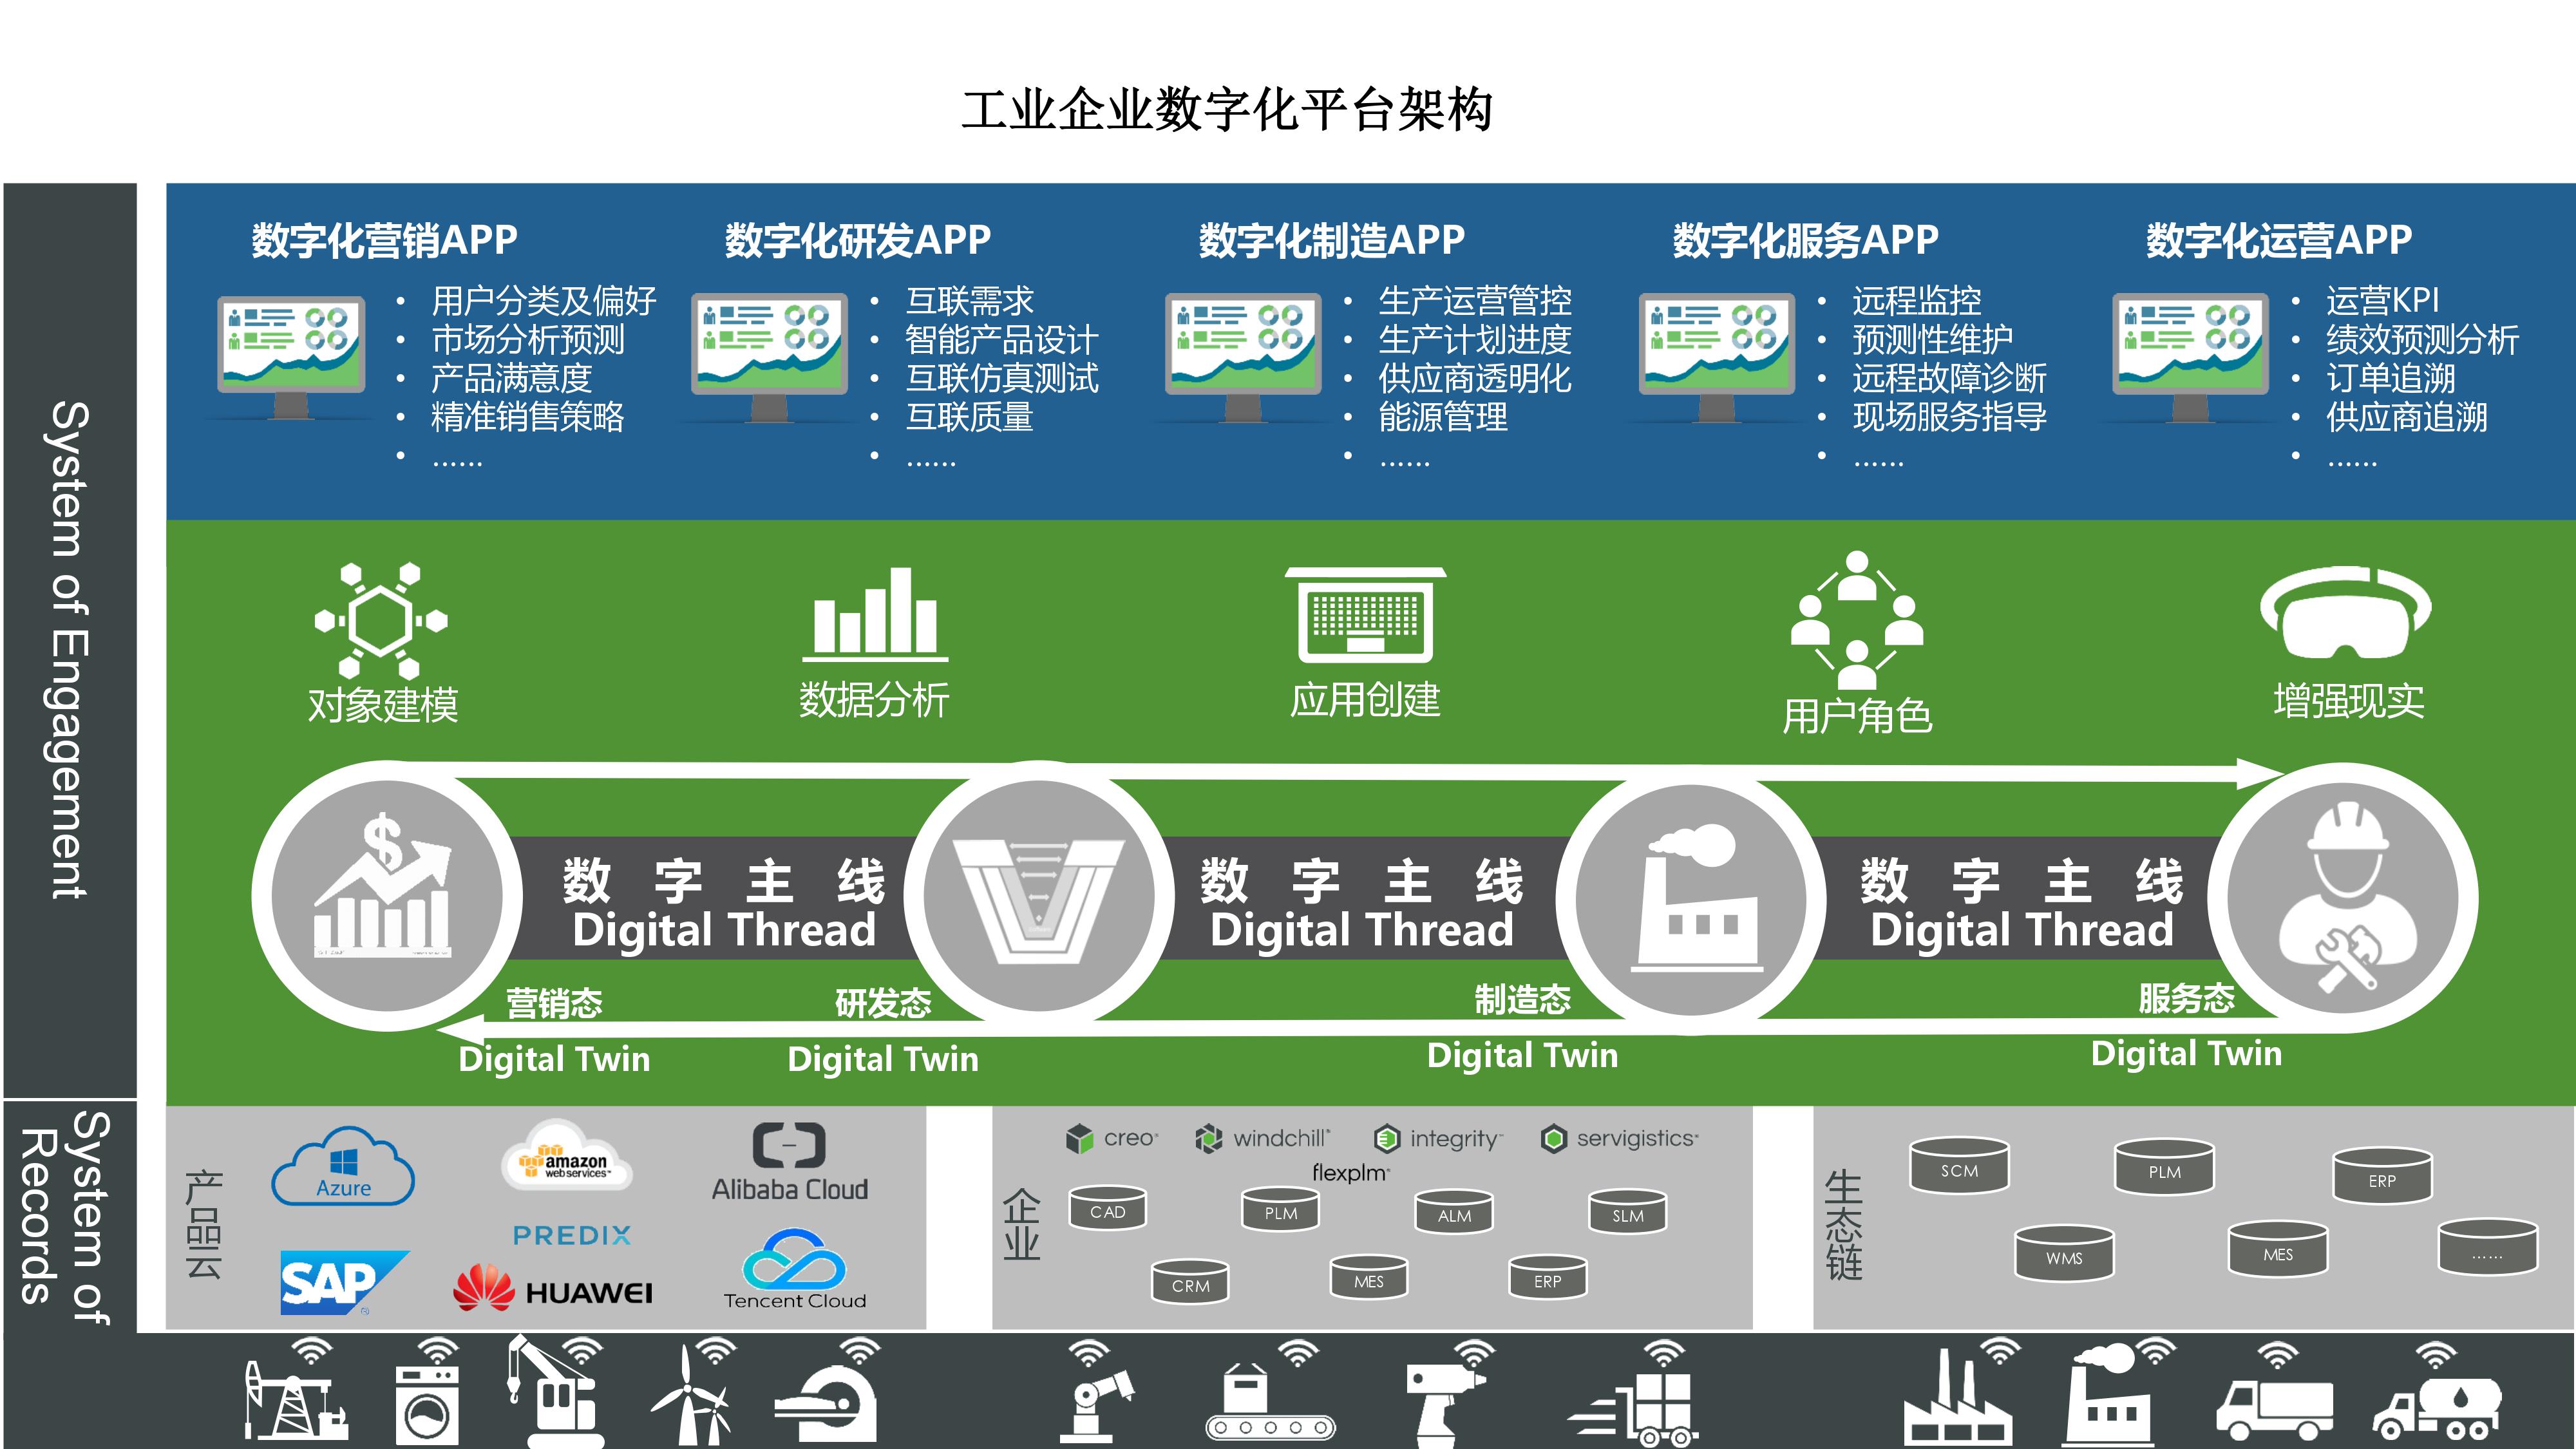 工业企业数字化平台架构
System of Engagement
数字化营销APP
• 用户分类及偏好
• 市场分析预测
• 产品满意度
• 精准销售策略
• ……
数字化研发APP
• 互联需求
• 智能产品设计
• 互联仿真测试
• 互联质量
• ……
数字化制造APP
• 生产运营管控
• 生产计划进度
• 供应商透明化
• 能源管理
• ……
数字化服务APP
• 远程监控
• 预测性维护
• 远程故障诊断
• 现场服务指导
• ……
数字化运营APP
• 运营KPI
• 绩效预测分析
• 订单追溯
• 供应商追溯
• ……
对象建模
数据分析
应用创建
用户角色
增强现实
数字主线
Digital Thread
数字主线
Digital Thread
数字主线
Digital Thread
营销态
Digital Twin
研发态
Digital Twin
制造态
Digital Twin
服务态
Digital Twin
System of
Records
产品云
Azure
amazon
web services™
Alibaba Cloud
PREDIX
SAP
HUAWEI
Tencent Cloud
企业
creo®
windchill®
integrity™
servigistics®
flexplm®
CAD
PLM
ALM
SLM
CRM
MES
ERP
生态链
SCM
PLM
ERP
WMS
MES
……